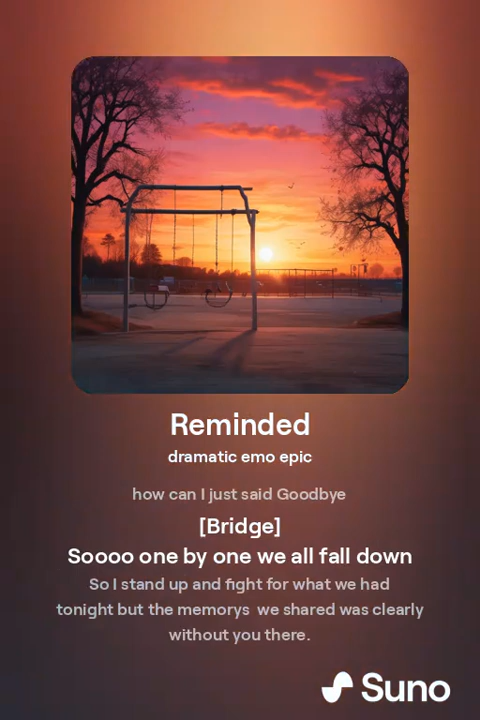 Reminded
dramatic emo epic
how can I just said Goodbye
[Bridge]
Soooo one by one we all fall down
So I stand up and fight for what we had
tonight but the memorys we shared was clearly
without you there.
Suno